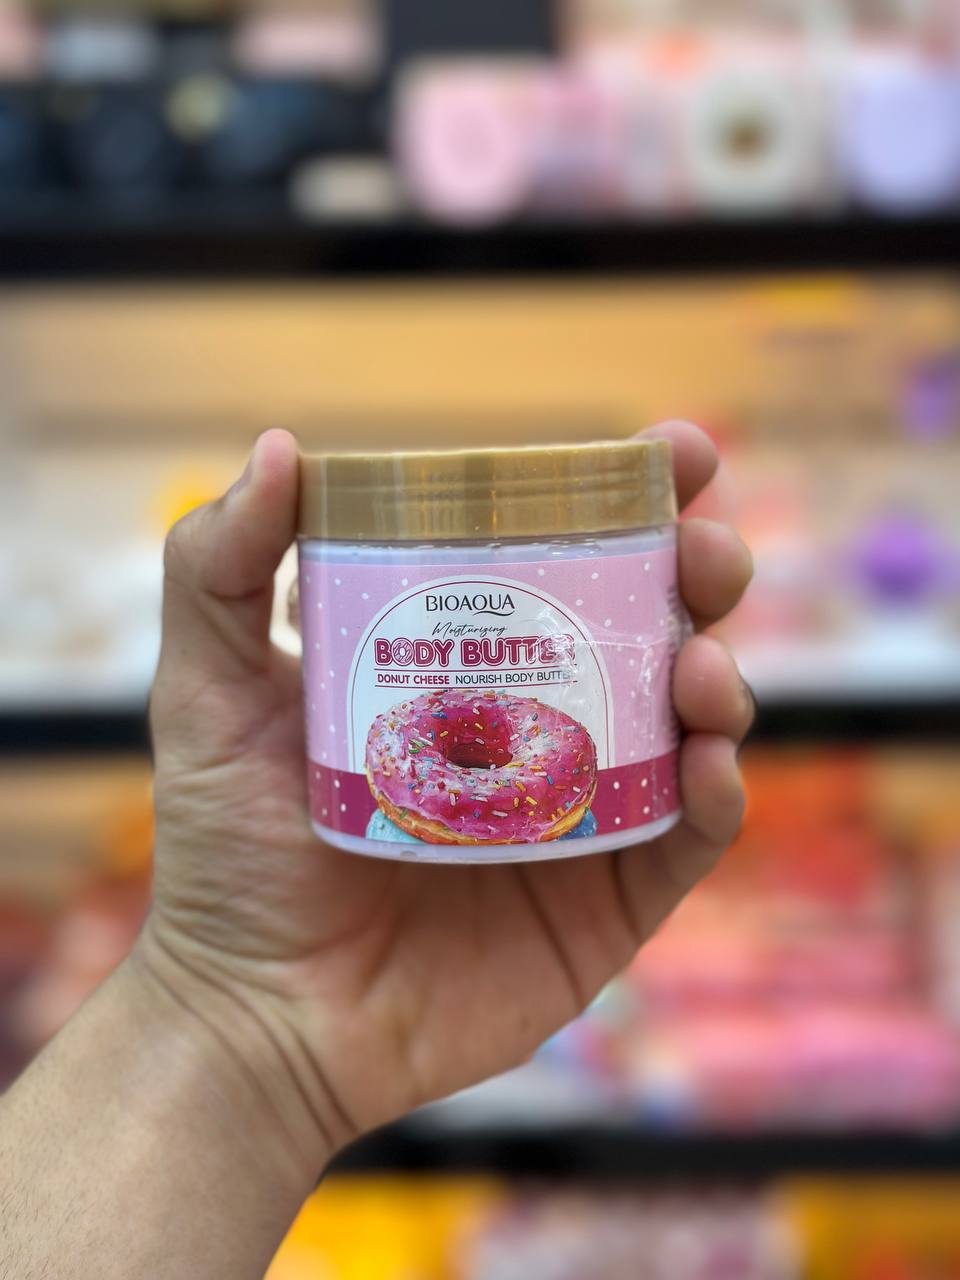 BIOAQUA
Moisturizing
BODY BUTTER
DONUT CHEESE NOURISH BODY BUTTER